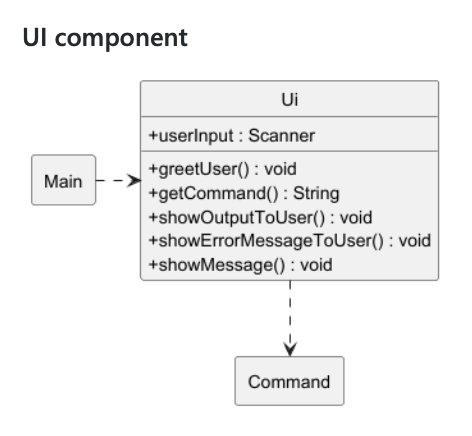 UI component
Ui
+userInput : Scanner
Main
+greetUser() : void
+getCommand() : String
+showOutputToUser() : void
+showErrorMessageToUser() : void
+showMessage() : void
Command